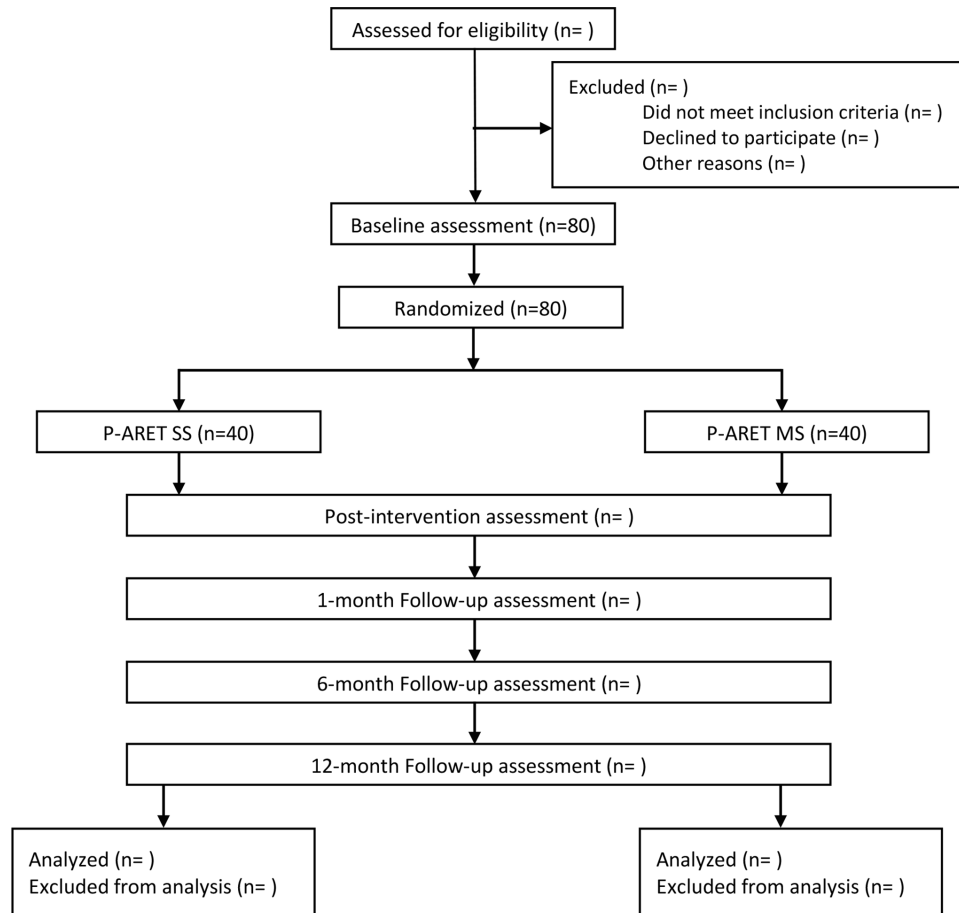 Assessed for eligibility (n= )
Excluded (n= )
Did not meet inclusion criteria (n= )
Declined to participate (n= )
Other reasons (n= )
Baseline assessment (n=80)
Randomized (n=80)
P-ARET SS (n=40)
P-ARET MS (n=40)
Post-intervention assessment (n= )
1-month Follow-up assessment (n= )
6-month Follow-up assessment (n= )
12-month Follow-up assessment (n= )
Analyzed (n= )
Excluded from analysis (n= )
Analyzed (n= )
Excluded from analysis (n= )